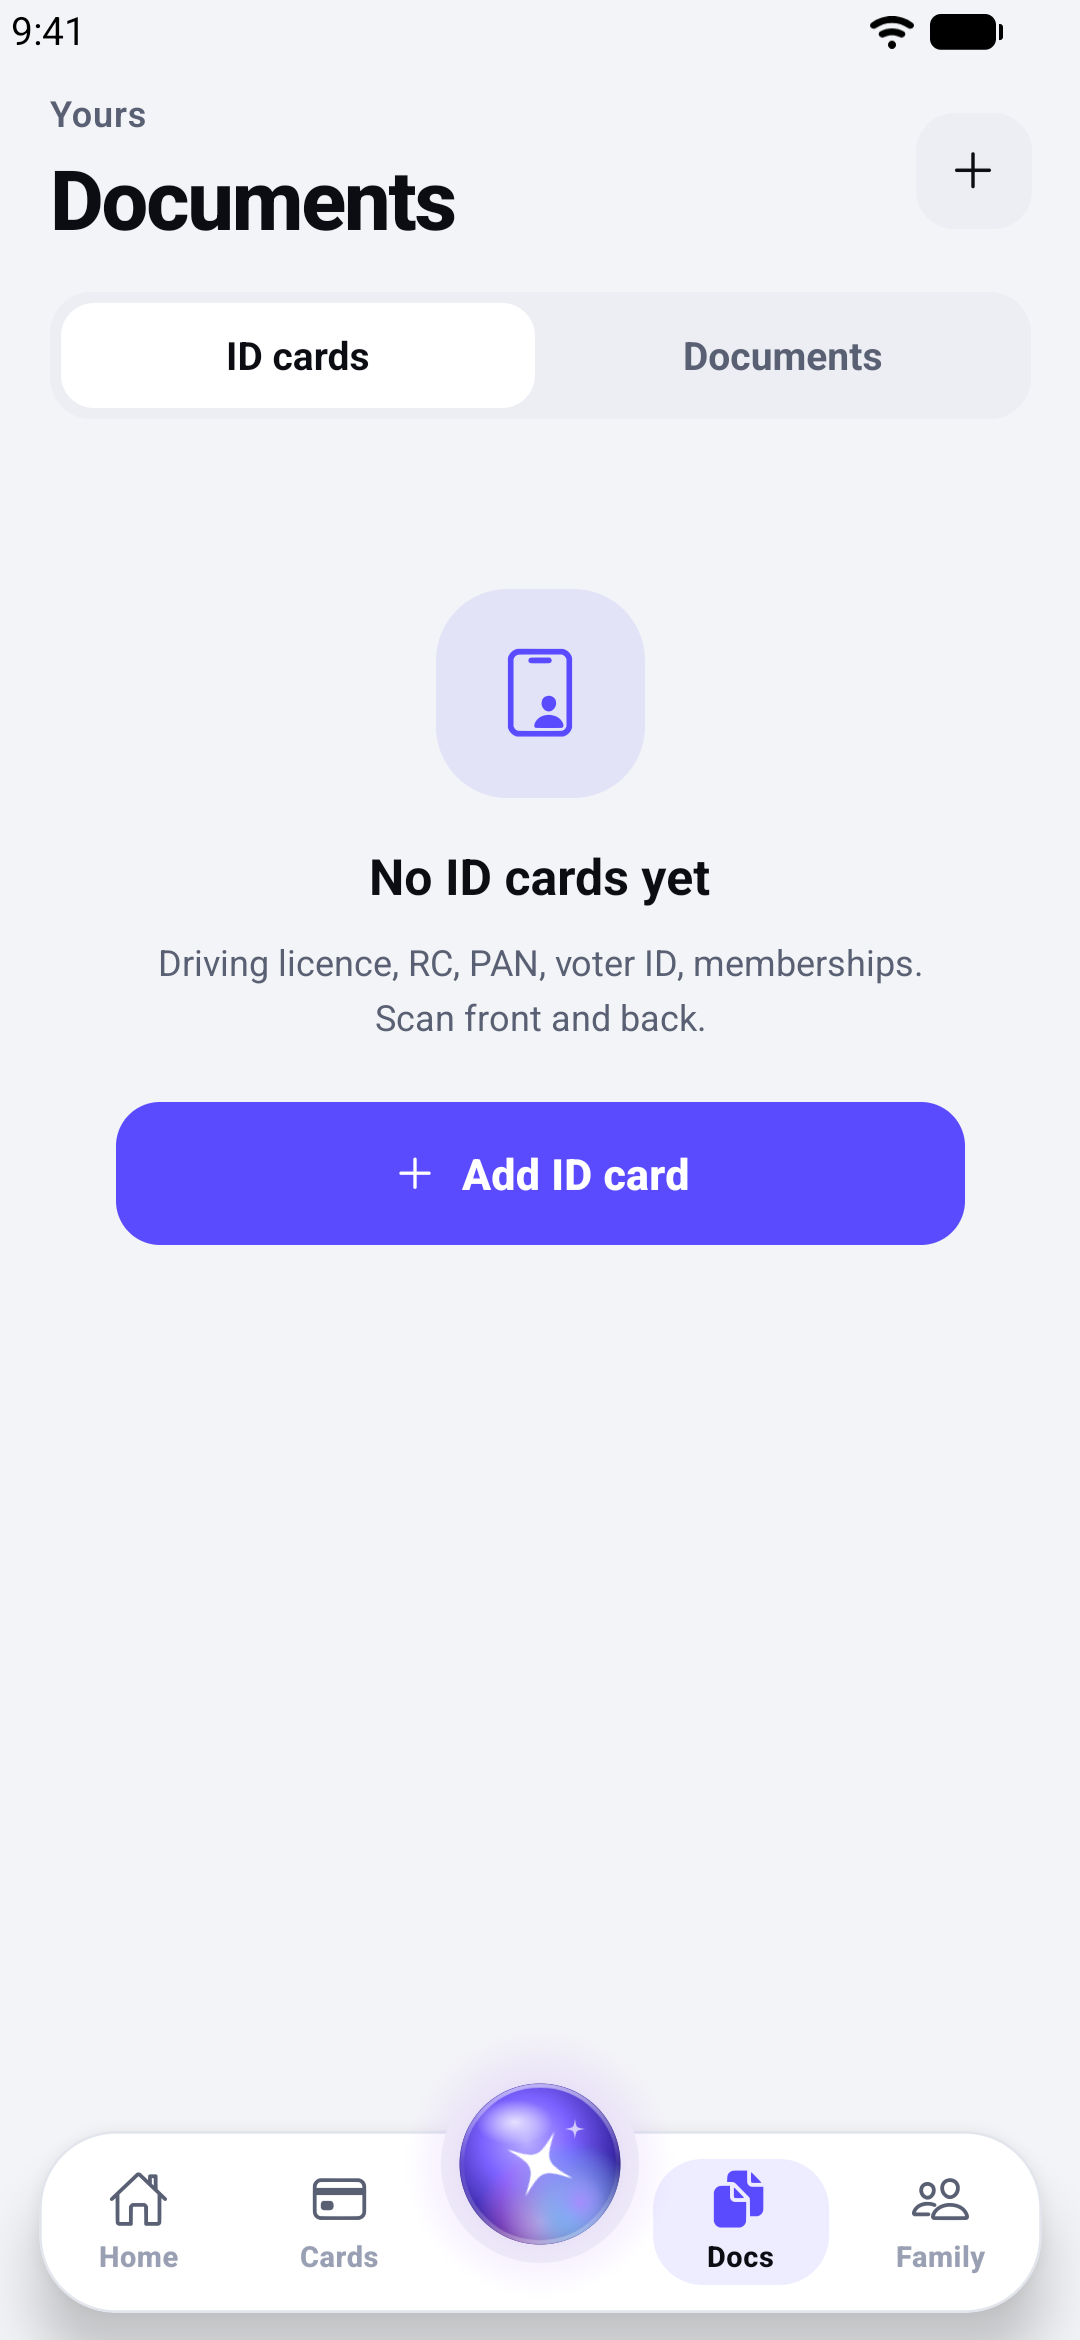 9:41
Yours
Documents
ID cards
Documents
No ID cards yet
Driving licence, RC, PAN, voter ID, memberships.
Scan front and back.
Add ID card
Home
Cards
Docs
Family